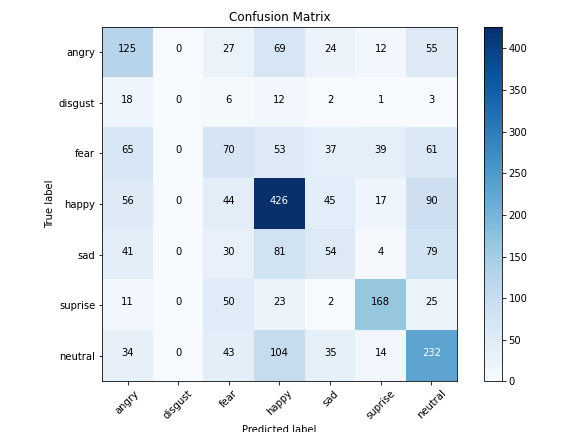 Confusion Matrix
angry 125 0 27 69 24 12 55
disgust 18 0 6 12 2 1 3
fear 65 0 70 53 37 39 61
happy 56 0 44 426 45 17 90
sad 41 0 30 81 54 4 79
suprise 11 0 50 23 2 168 25
neutral 34 0 43 104 35 14 232
True label
angry disgust fear happy sad suprise neutral
Predicted label
400
350
300
250
200
150
100
50
0